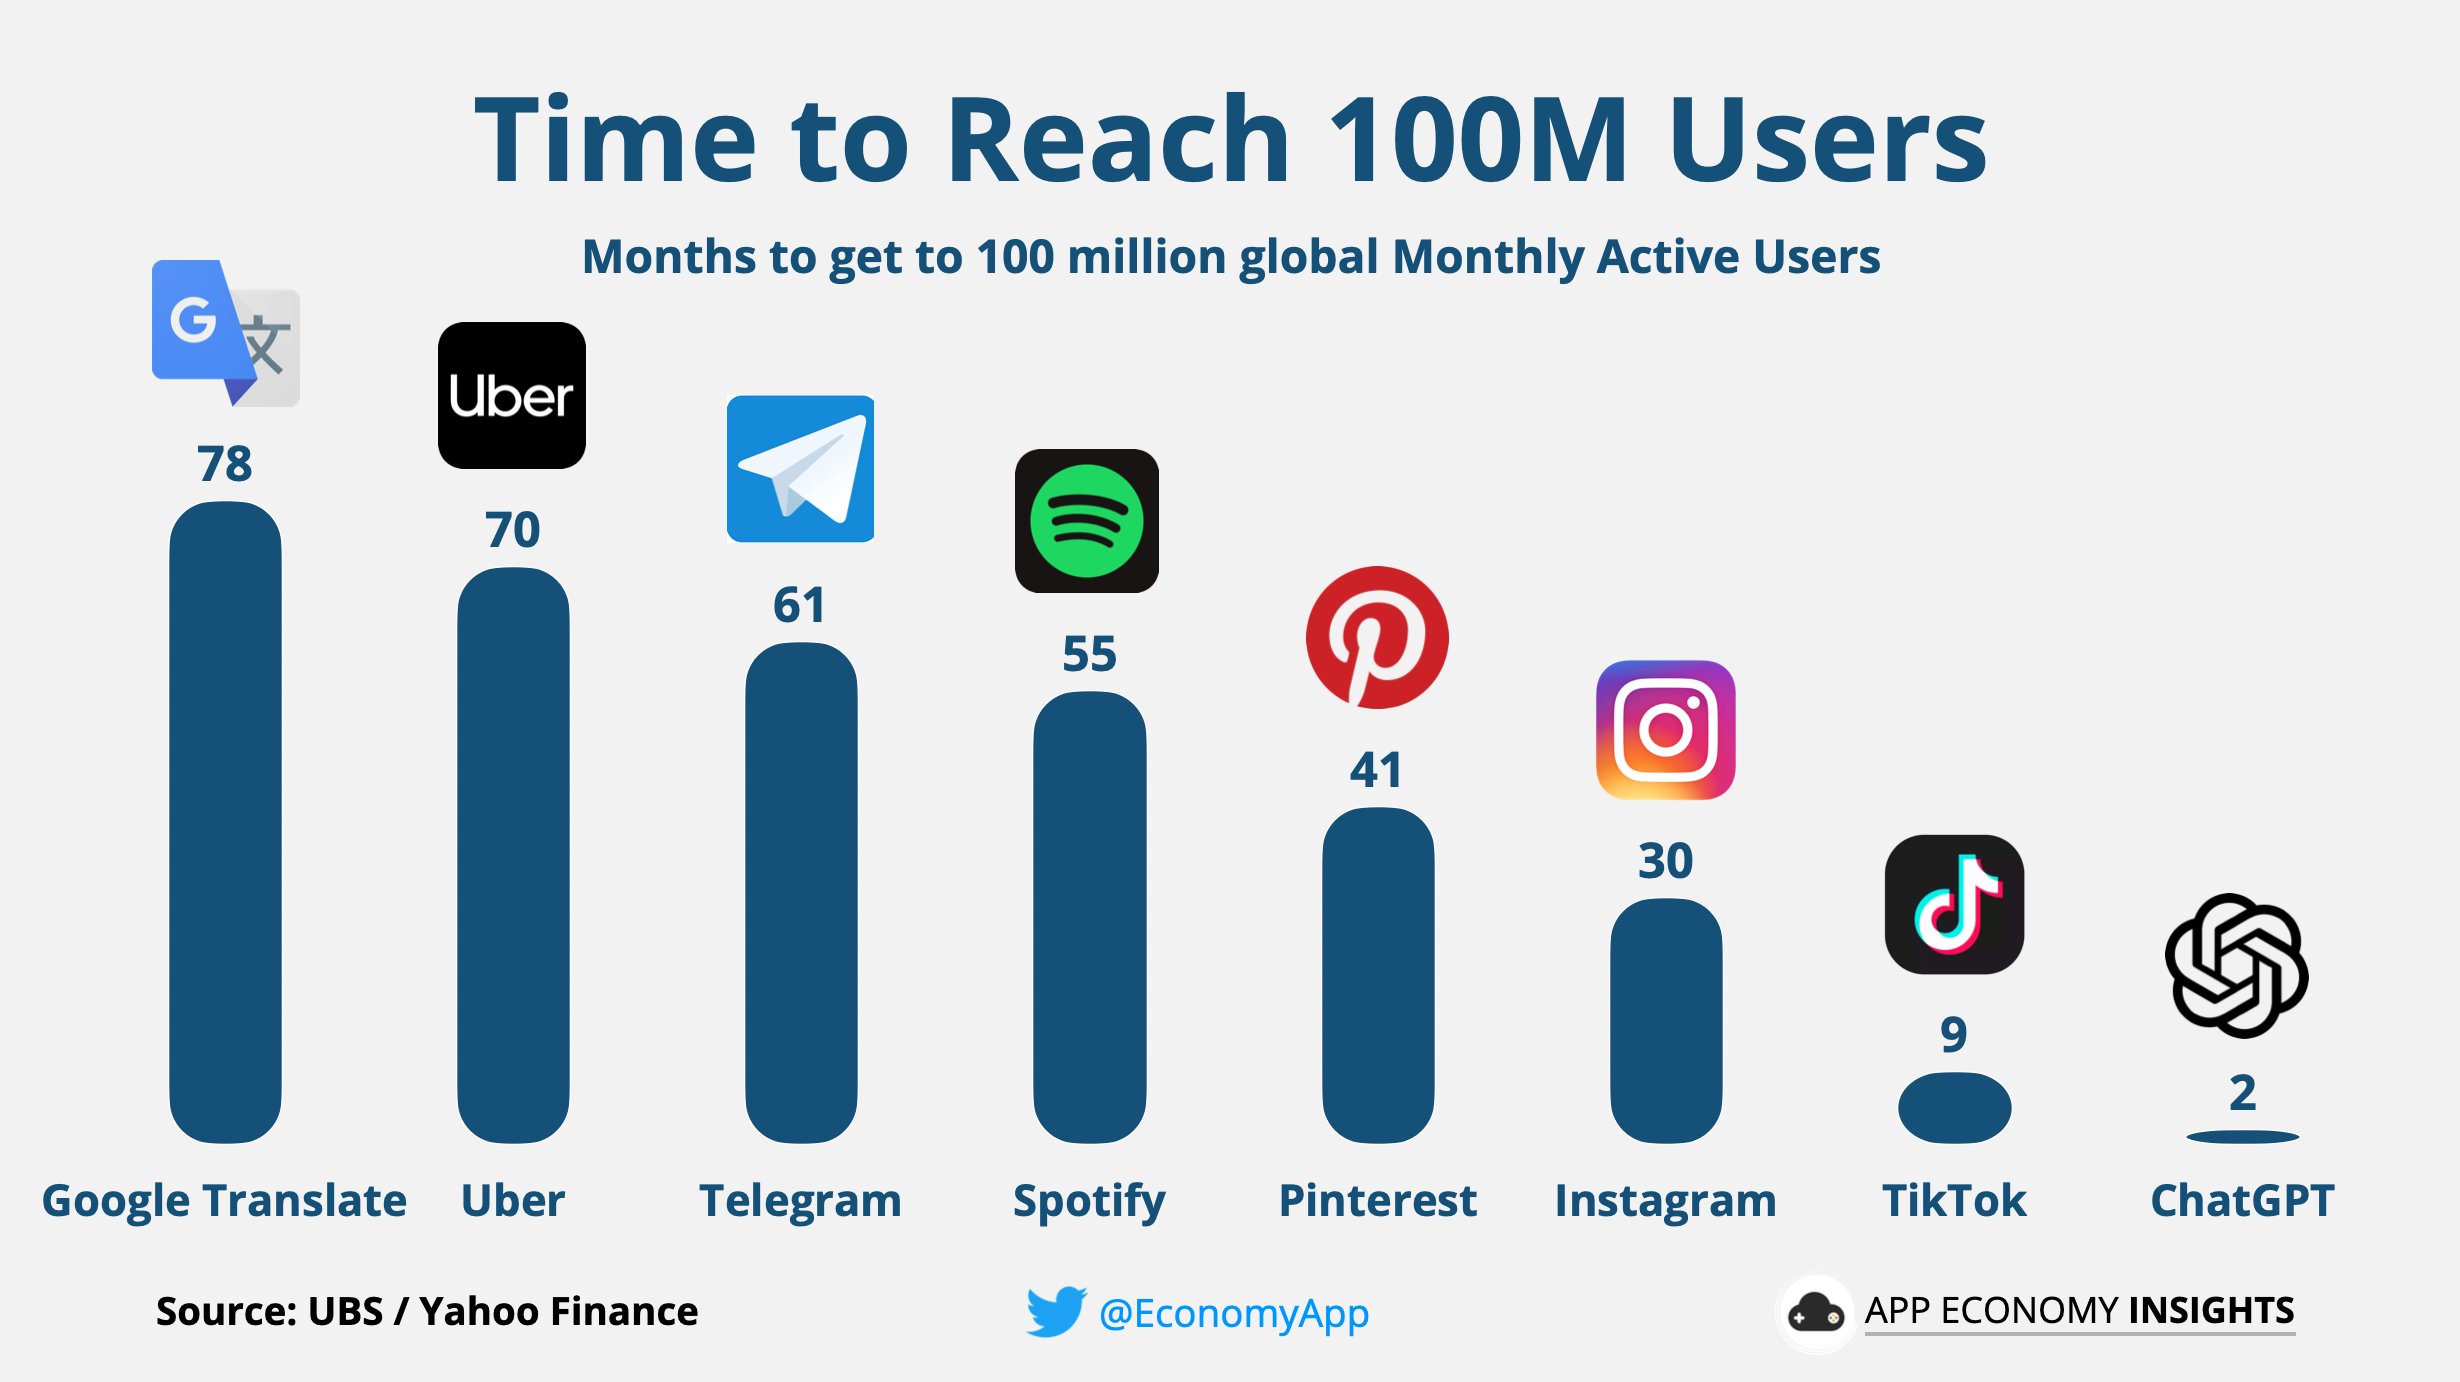 Time to Reach 100M Users
Months to get to 100 million global Monthly Active Users
G 文
Uber
78
70
61
55
41
30
9
2
Google Translate
Uber
Telegram
Spotify
Pinterest
Instagram
TikTok
ChatGPT
Source: UBS / Yahoo Finance
@EconomyApp
APP ECONOMY INSIGHTS